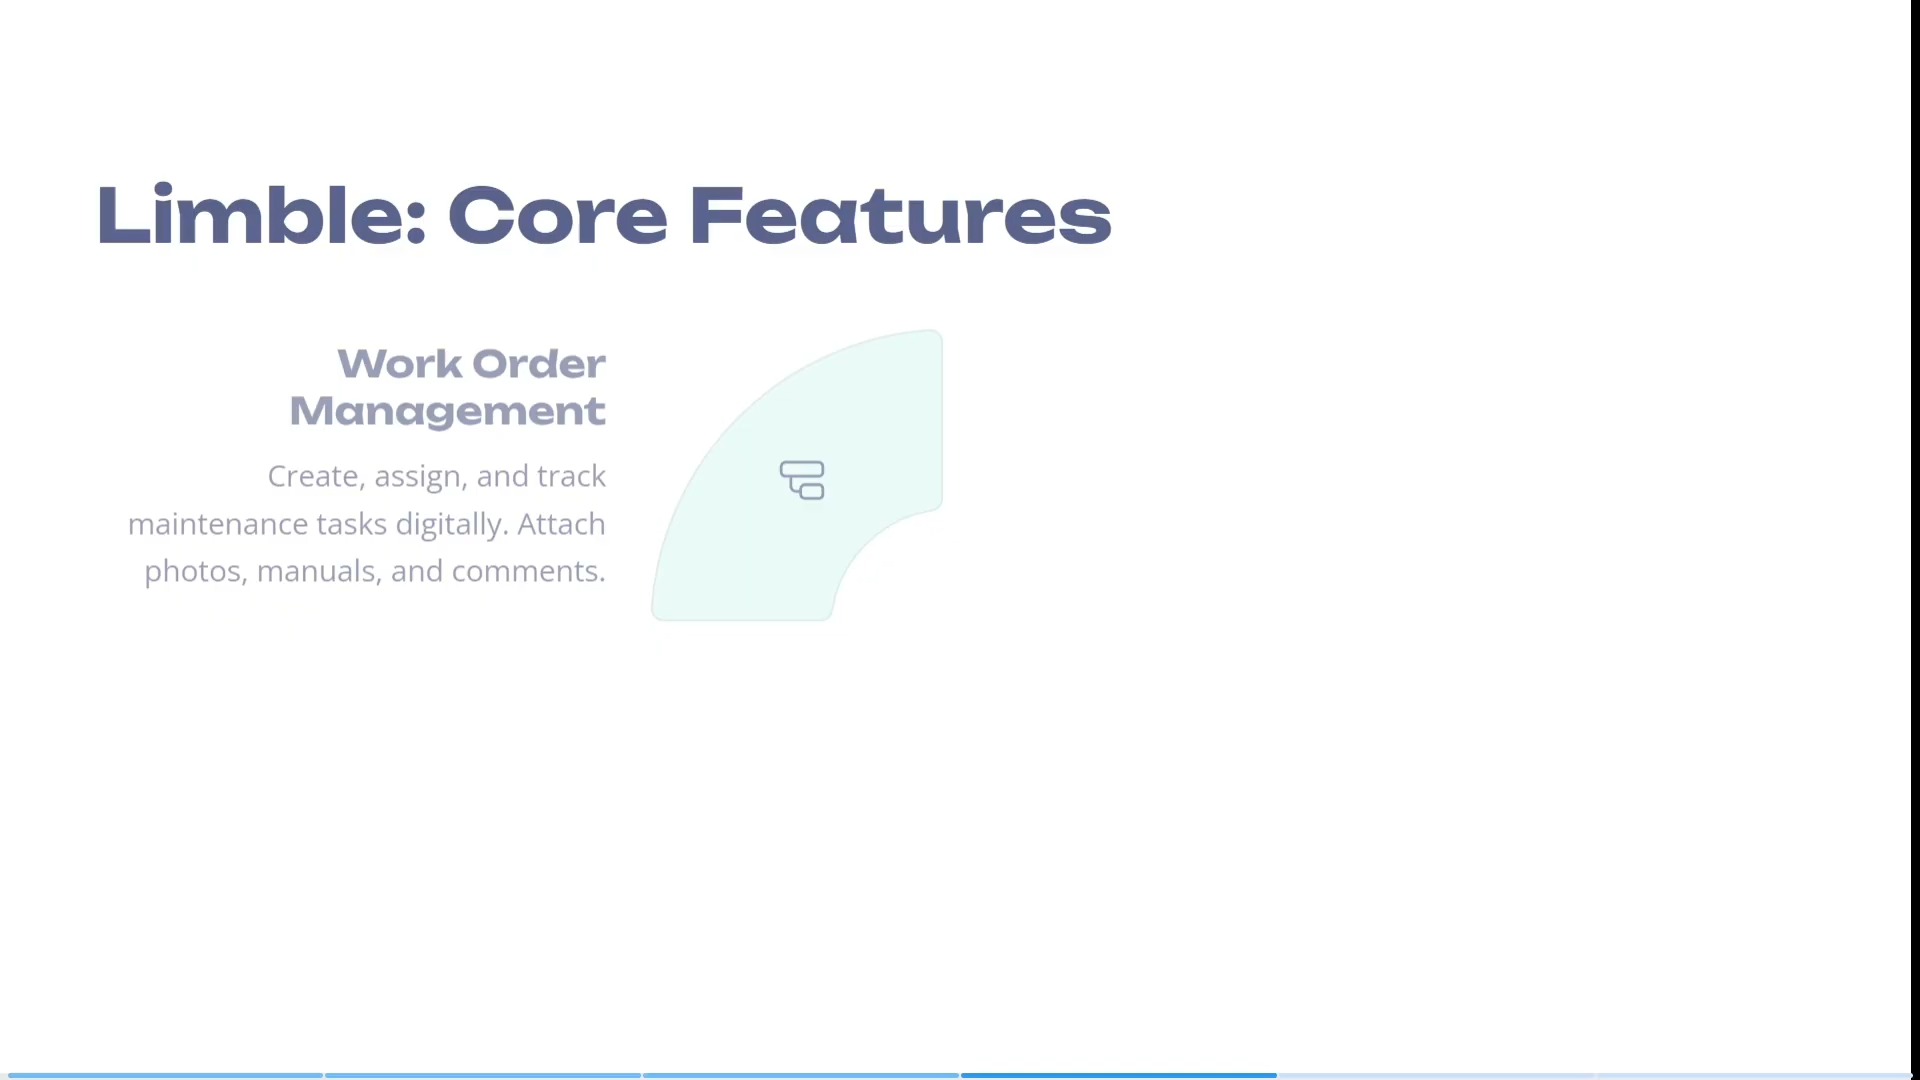 Limble: Core Features
Work Order
Management
Create, assign, and track
maintenance tasks digitally. Attach
photos, manuals, and comments.